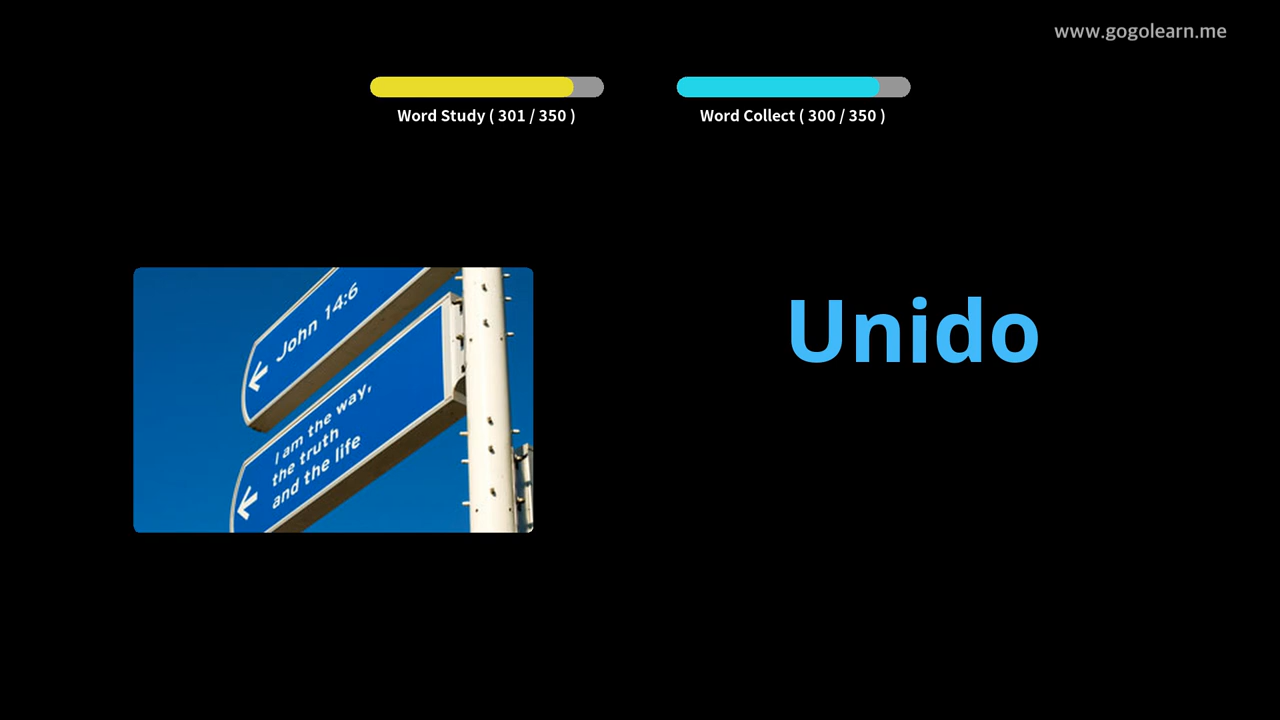 www.gogolearn.me
Word Study ( 301 / 350 )
Word Collect ( 300 / 350 )
John 14:6
I am the way,
the truth
and the life
Unido